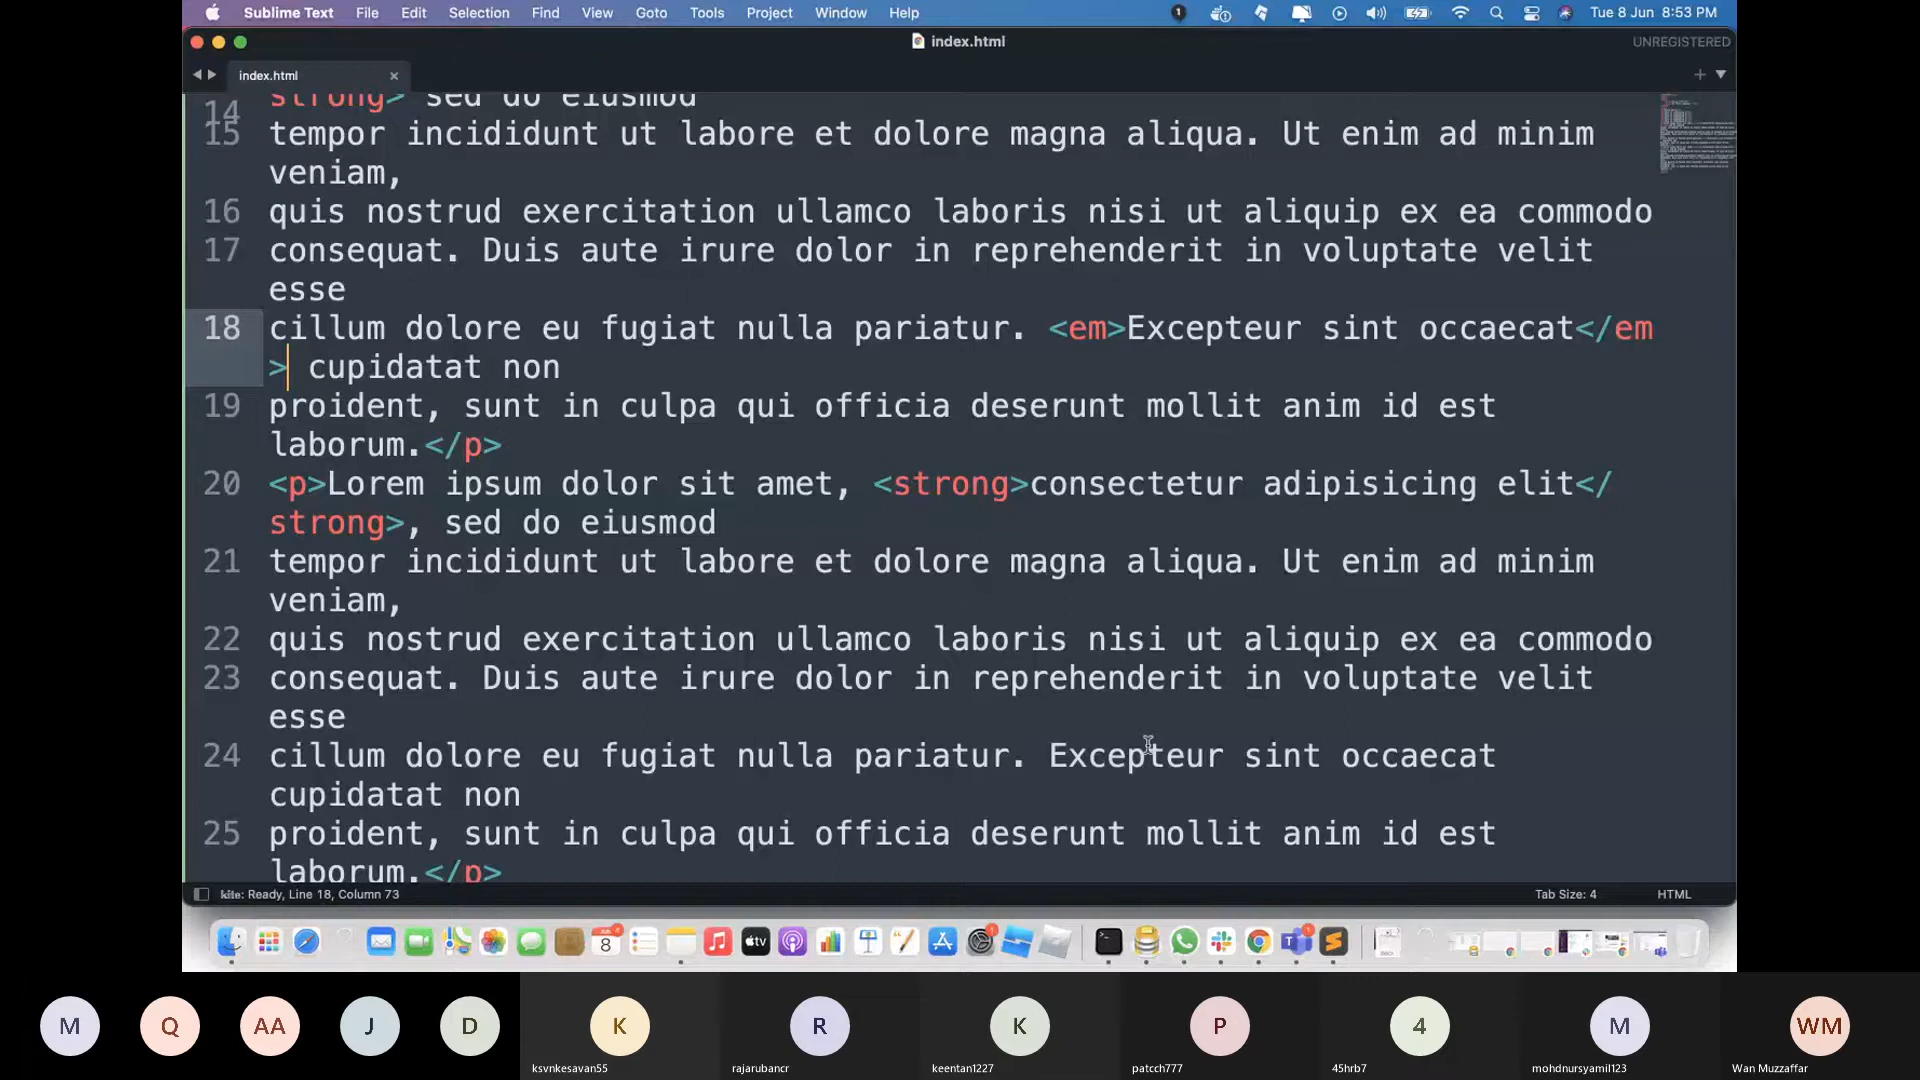 Sublime Text File Edit Selection Find View Goto Tools Project Window Help
Tue 8 Jun 8:53 PM
index.html
UNREGISTERED
index.html
14 strong> sed do eiusmod
15 tempor incididunt ut labore et dolore magna aliqua. Ut enim ad minim
veniam,
16 quis nostrud exercitation ullamco laboris nisi ut aliquip ex ea commodo
17 consequat. Duis aute irure dolor in reprehenderit in voluptate velit
esse
18 cillum dolore eu fugiat nulla pariatur. <em>Excepteur sint occaecat</em
> cupidatat non
19 proident, sunt in culpa qui officia deserunt mollit anim id est
laborum.</p>
20 <p>Lorem ipsum dolor sit amet, <strong>consectetur adipisicing elit</
strong>, sed do eiusmod
21 tempor incididunt ut labore et dolore magna aliqua. Ut enim ad minim
veniam,
22 quis nostrud exercitation ullamco laboris nisi ut aliquip ex ea commodo
23 consequat. Duis aute irure dolor in reprehenderit in voluptate velit
esse
24 cillum dolore eu fugiat nulla pariatur. Excepteur sint occaecat
cupidatat non
25 proident, sunt in culpa qui officia deserunt mollit anim id est
laborum.</p>
kite: Ready, Line 18, Column 73
Tab Size: 4
HTML
8
tv
M Q AA J D K R K P 4 M WM
ksvnkesavan55 rajarubancr keentan1227 patcch777 45hrb7 mohdnursyamil123 Wan Muzzaffar